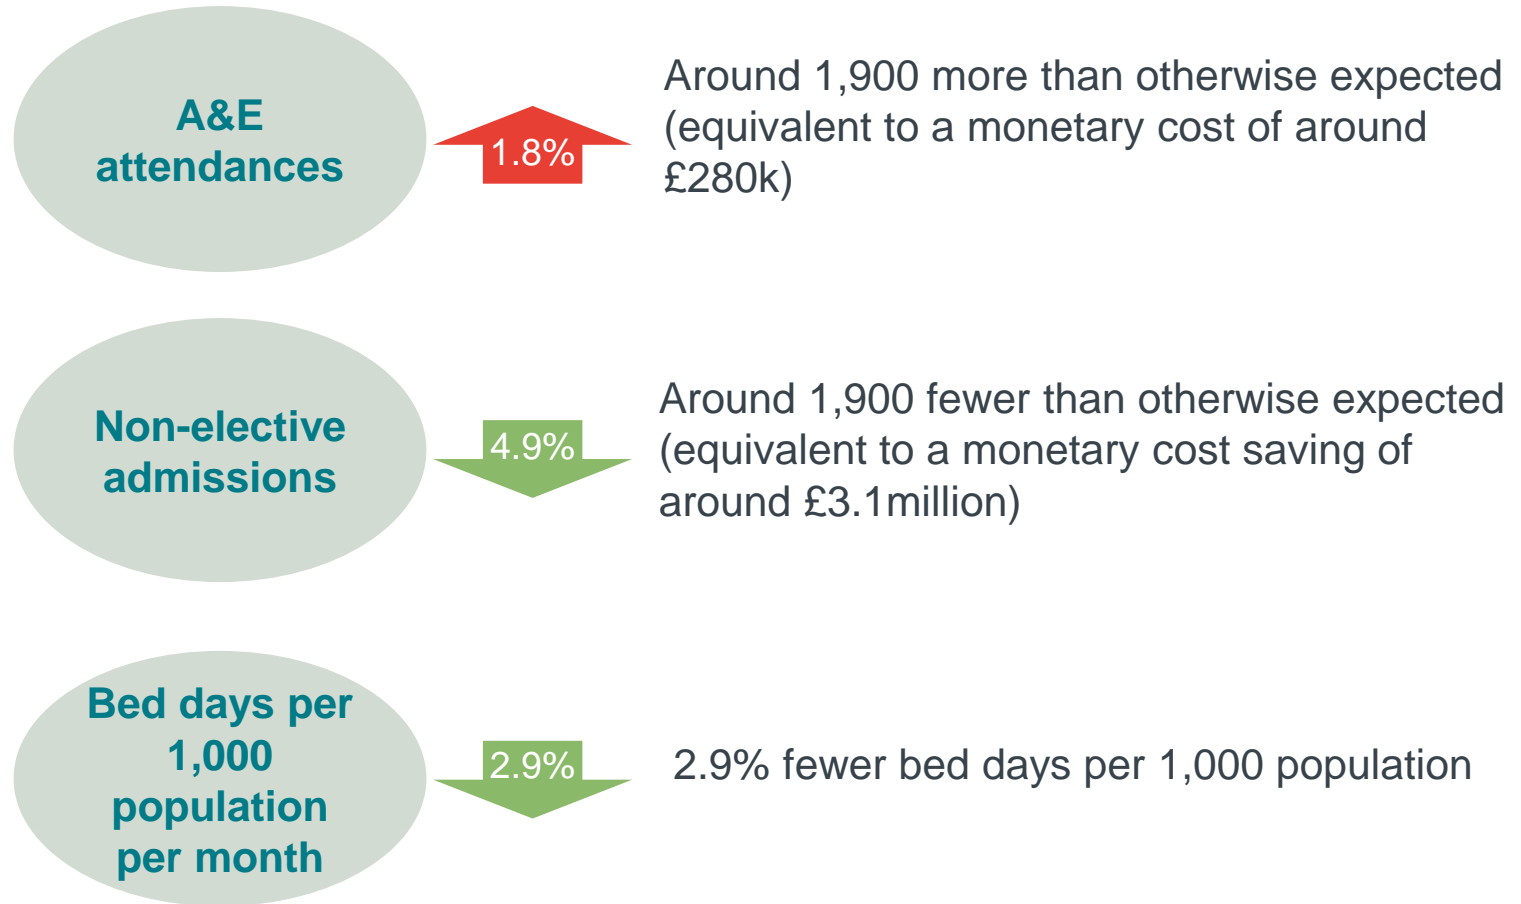 A&E
attendances
1.8%
Around 1,900 more than otherwise expected
(equivalent to a monetary cost of around
£280k)
Non-elective
admissions
4.9%
Around 1,900 fewer than otherwise expected
(equivalent to a monetary cost saving of
around £3.1million)
Bed days per
1,000
population
per month
2.9%
2.9% fewer bed days per 1,000 population